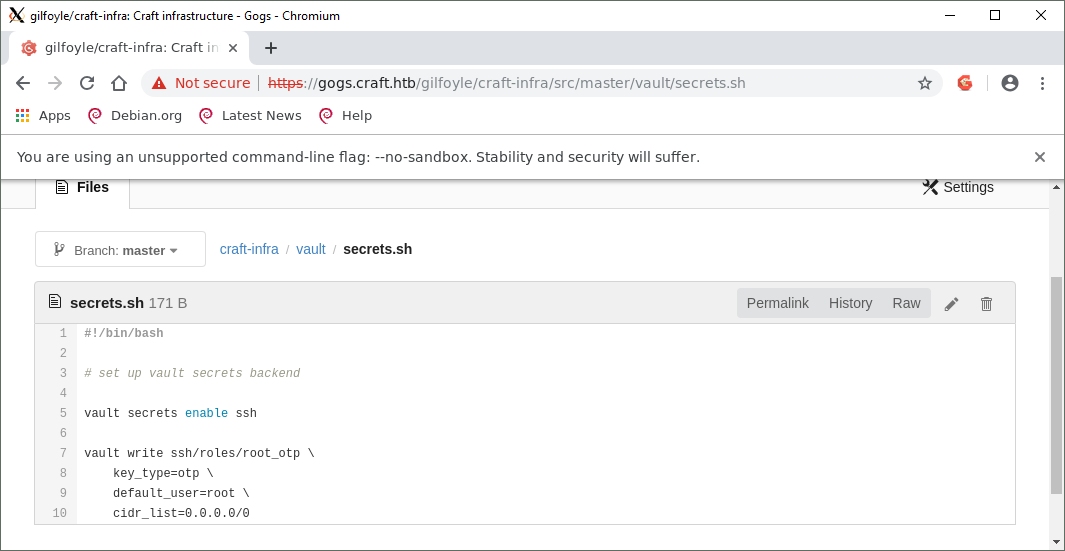 gilfoyle/craft-infra: Craft infrastructure - Gogs - Chromium
gilfoyle/craft-infra: Craft in
Not secure https://gogs.craft.htb/gilfoyle/craft-infra/src/master/vault/secrets.sh
Apps Debian.org Latest News Help
You are using an unsupported command-line flag: --no-sandbox. Stability and security will suffer.
Files Settings
Branch: master craft-infra / vault / secrets.sh
secrets.sh 171 B Permalink History Raw
1 #!/bin/bash
2
3 # set up vault secrets backend
4
5 vault secrets enable ssh
6
7 vault write ssh/roles/root_otp \
8     key_type=otp \
9     default_user=root \
10     cidr_list=0.0.0.0/0